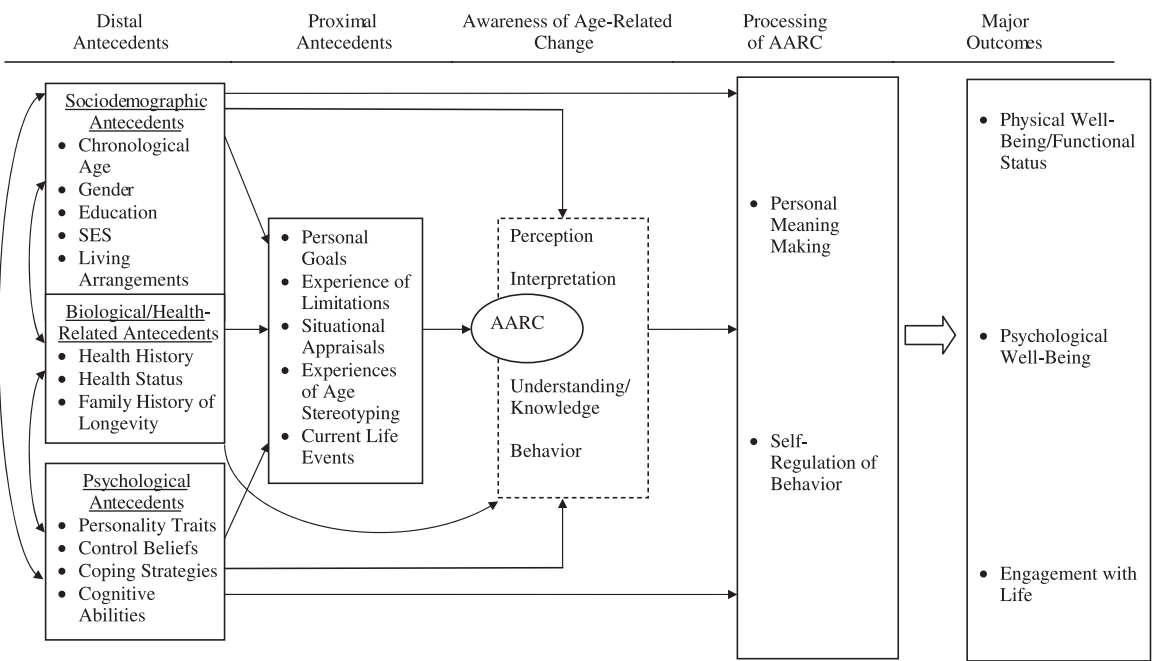 Distal
Antecedents
Proximal
Antecedents
Awareness of Age-Related
Change
Processing
of AARC
Major
Outcomes
Sociodemographic
Antecedents
• Chronological
Age
• Gender
• Education
• SES
• Living
Arrangements
Biological/Health-
Related Antecedents
• Health History
• Health Status
• Family History of
Longevity
Psychological
Antecedents
• Personality Traits
• Control Beliefs
• Coping Strategies
• Cognitive
Abilities
• Personal
Goals
• Experience of
Limitations
• Situational
Appraisals
• Experiences
of Age
Stereotyping
• Current Life
Events
Perception
Interpretation
AARC
Understanding/
Knowledge
Behavior
• Personal
Meaning
Making
• Self-
Regulation of
Behavior
• Physical Well-
Being/Functional
Status
• Psychological
Well-Being
• Engagement with
Life